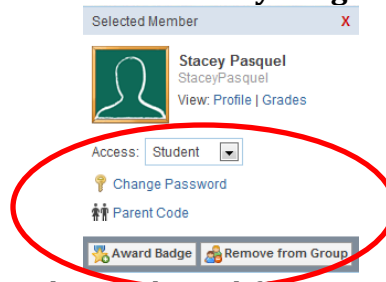 Selected Member X
Stacey Pasquel
StaceyPasquel
View: Profile | Grades
Access: Student
Change Password
Parent Code
Award Badge Remove from Group